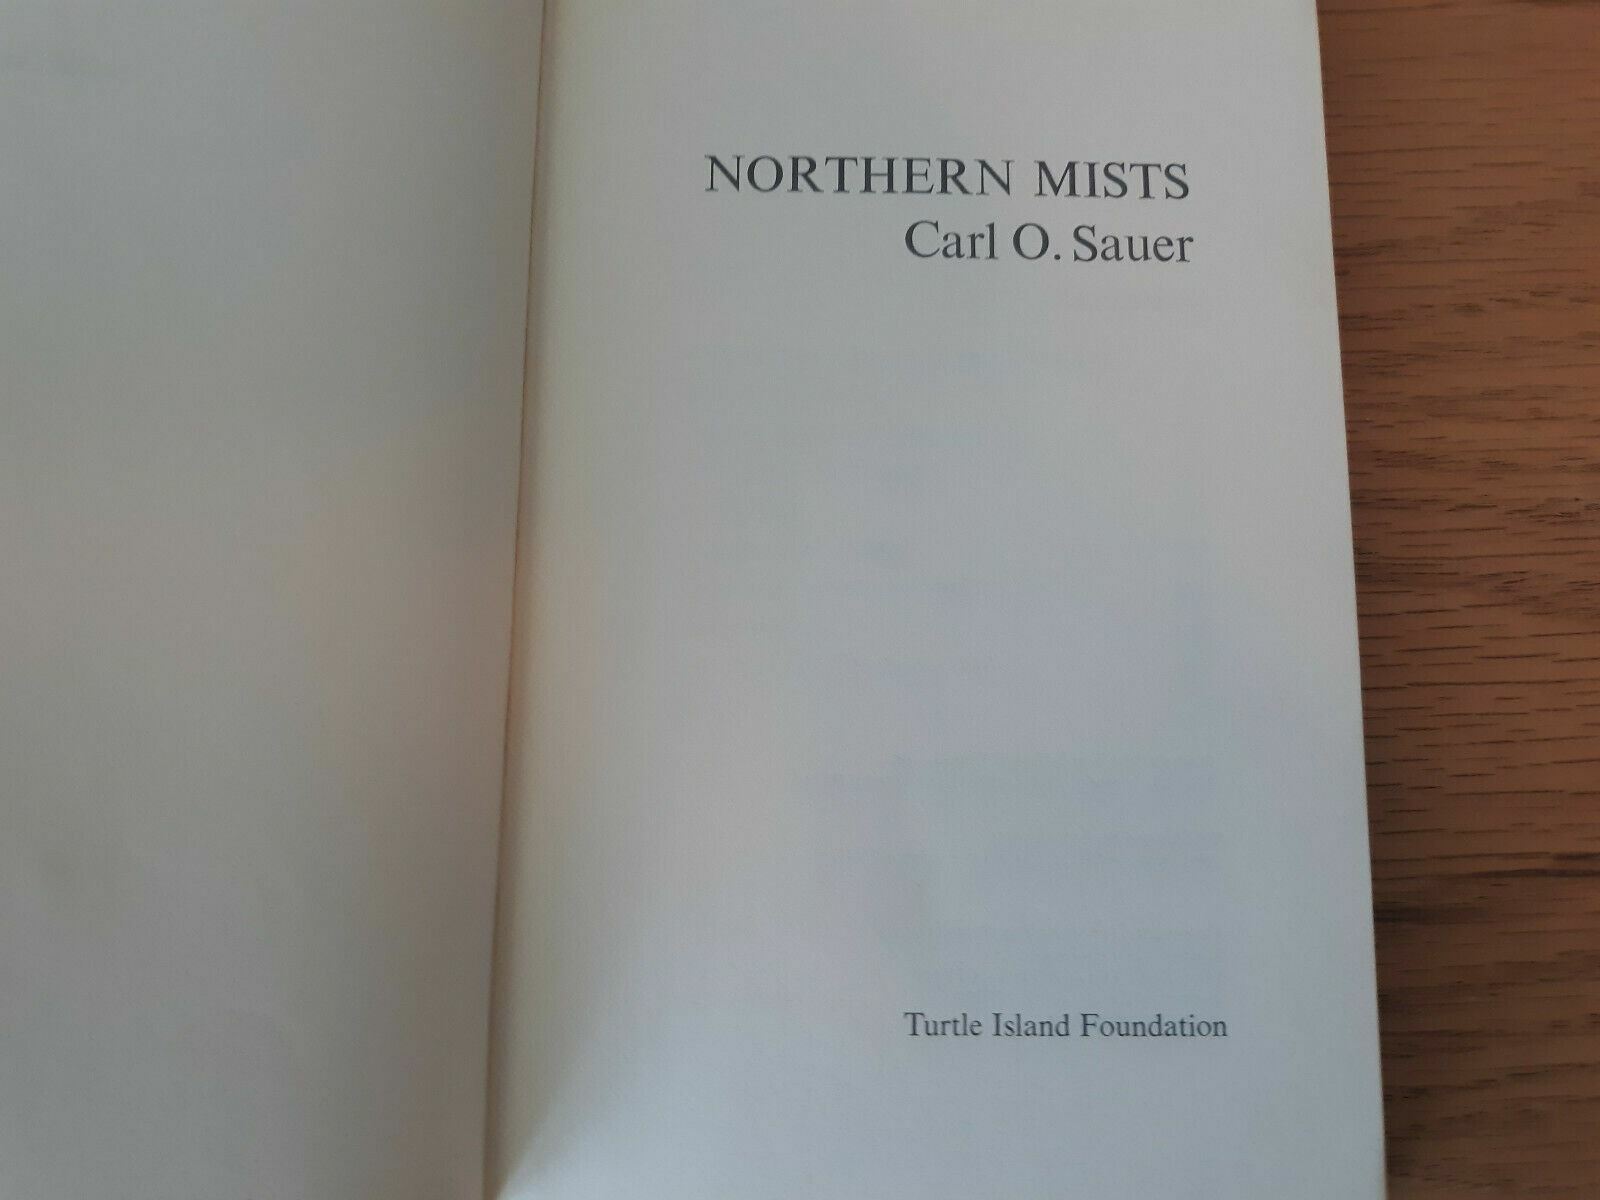 NORTHERN MISTS
Carl O. Sauer
Turtle Island Foundation